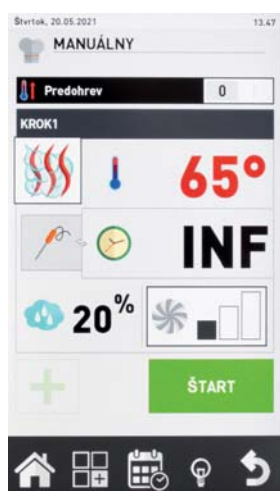 Štvrtok, 20.05.2021 13.47
MANUÁLNY
Predohrev 0
KROK1
65°
INF
20%
ŠTART